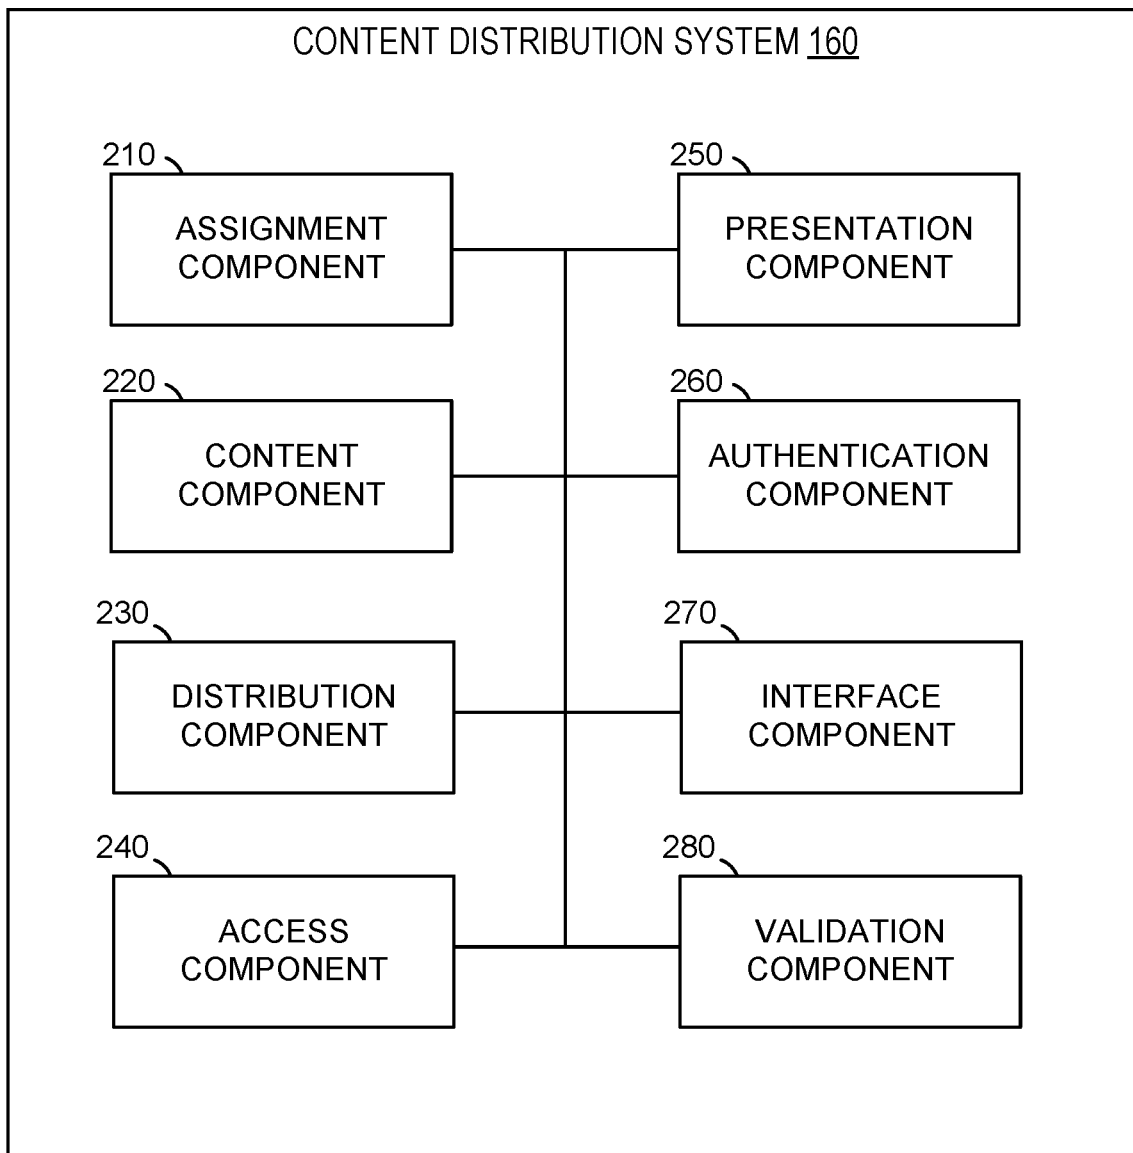 CONTENT DISTRIBUTION SYSTEM 160
210
ASSIGNMENT
COMPONENT
250
PRESENTATION
COMPONENT
220
CONTENT
COMPONENT
260
AUTHENTICATION
COMPONENT
230
DISTRIBUTION
COMPONENT
270
INTERFACE
COMPONENT
240
ACCESS
COMPONENT
280
VALIDATION
COMPONENT